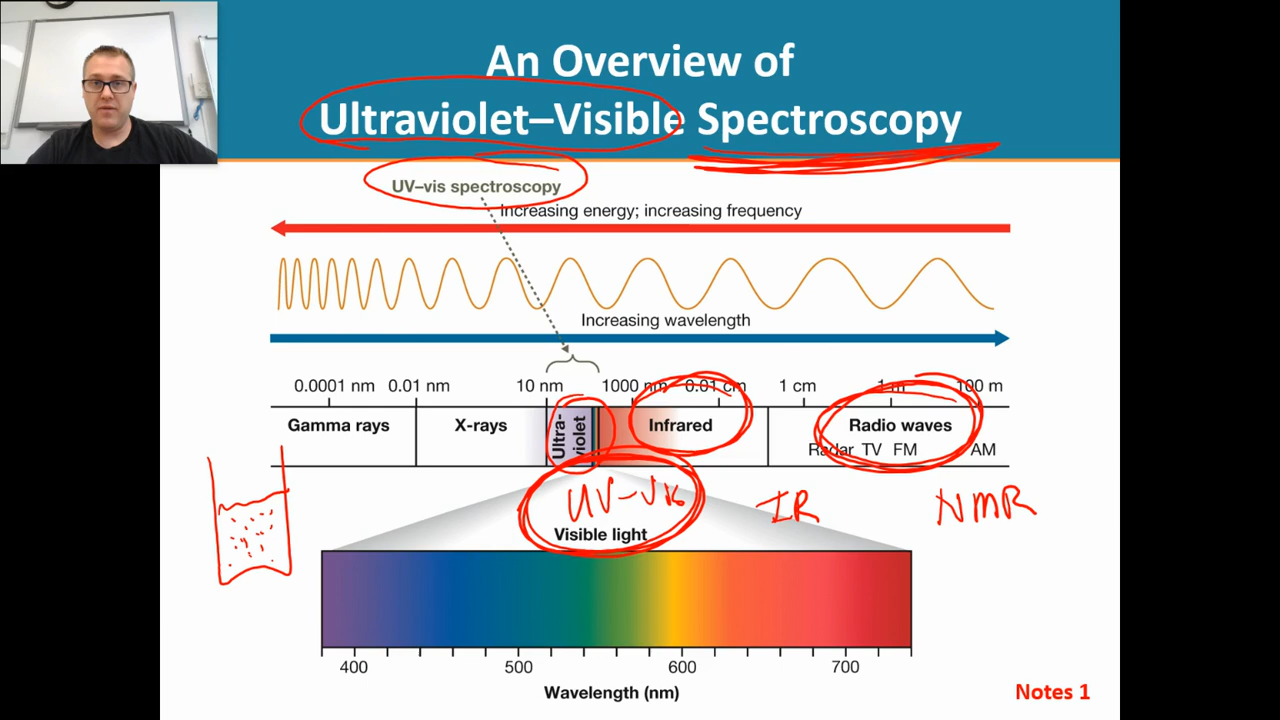 An Overview of
Ultraviolet–Visible Spectroscopy
UV–vis spectroscopy
Increasing energy; increasing frequency
Increasing wavelength
0.0001 nm 0.01 nm 10 nm 1000 nm 0.01 cm 1 cm 1 m 100 m
Gamma rays X-rays Ultra-violet Infrared Radio waves
Radar TV FM AM
UV-Vis IR NMR
Visible light
400 500 600 700
Wavelength (nm)
Notes 1